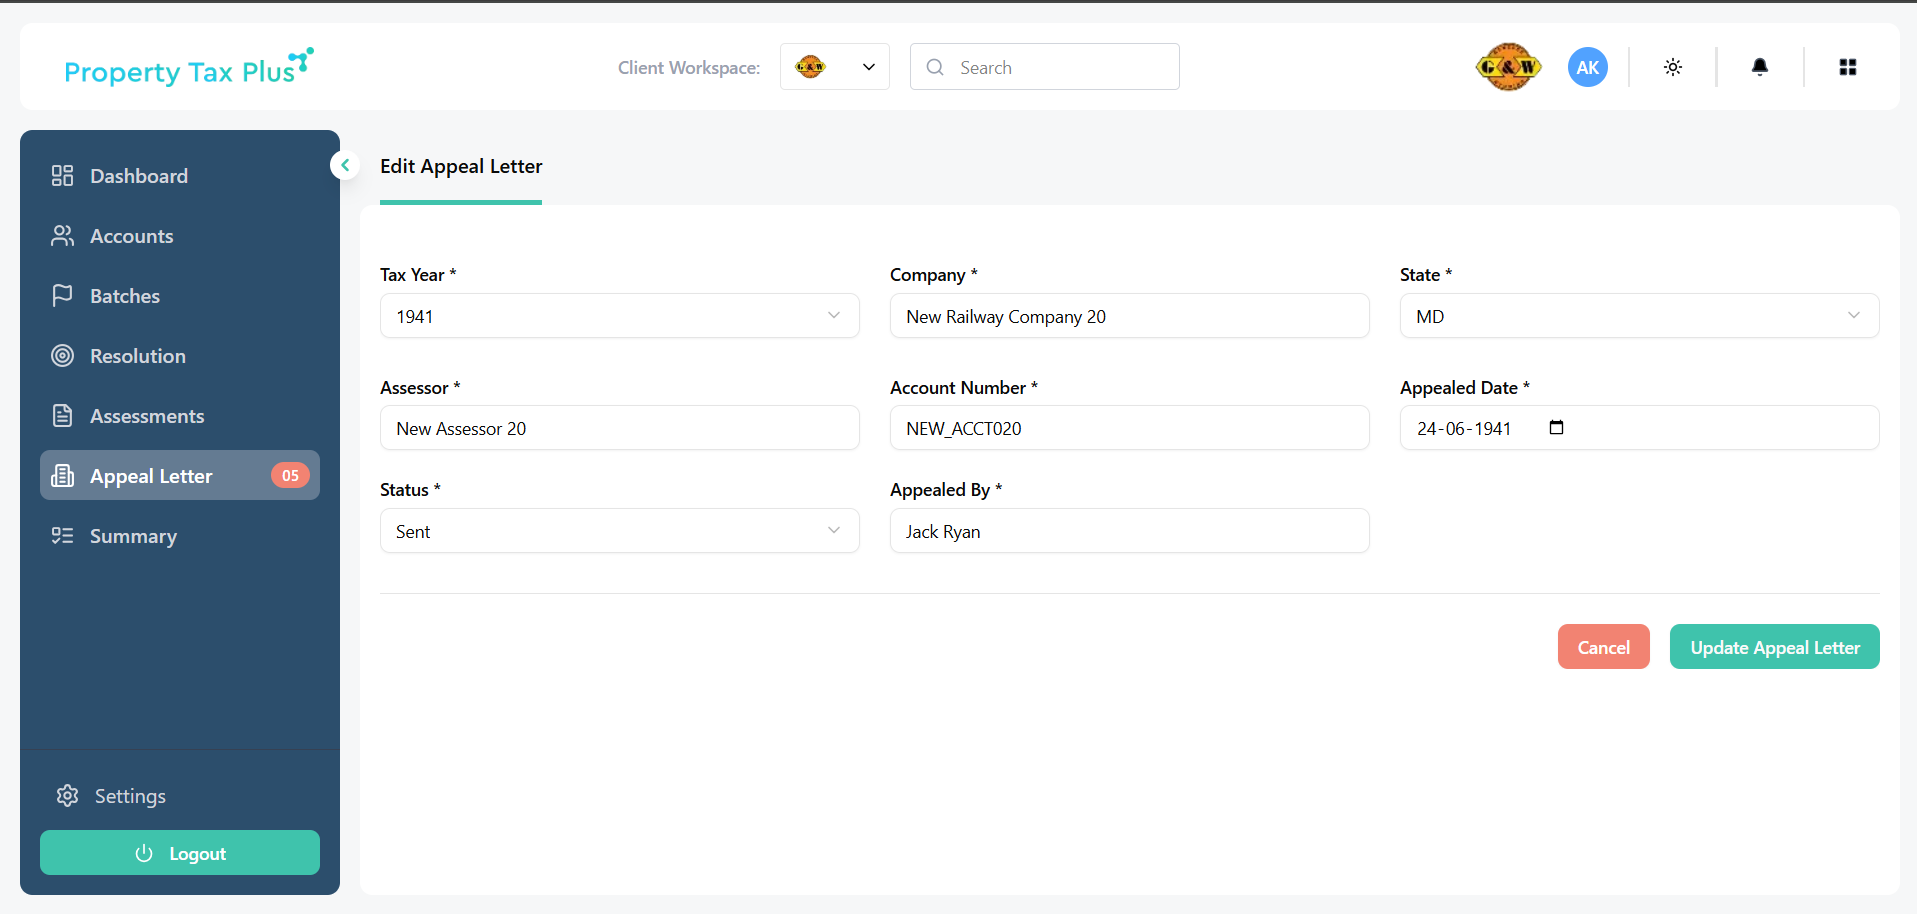 Property Tax Plus
Client Workspace:
G&W
Search
G&W
AK
Dashboard
Accounts
Batches
Resolution
Assessments
Appeal Letter 05
Summary
Settings
Logout
Edit Appeal Letter
Tax Year * Company * State *
1941 New Railway Company 20 MD
Assessor * Account Number * Appealed Date *
New Assessor 20 NEW_ACCT020 24-06-1941
Status * Appealed By *
Sent Jack Ryan
Cancel Update Appeal Letter